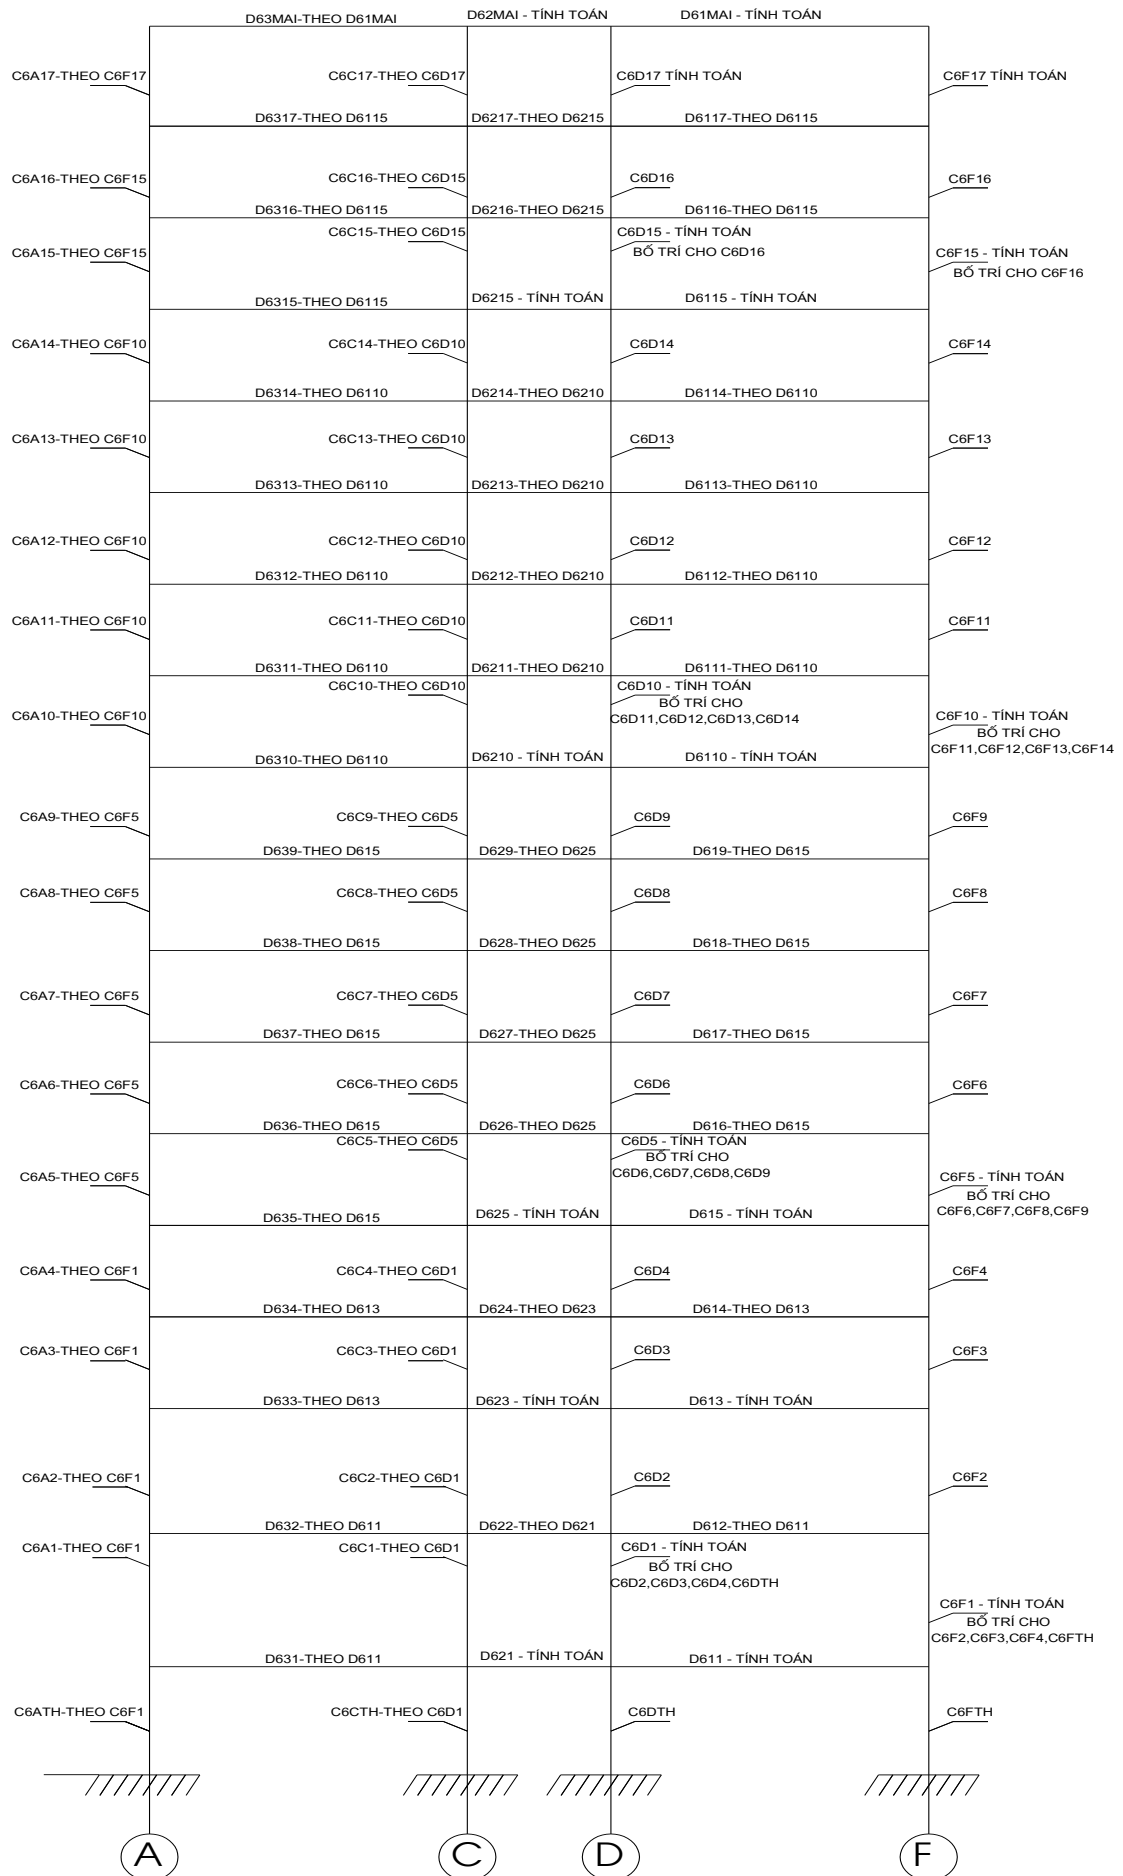 D63MAI-THEO D61MAI
D62MAI - TÍNH TOÁN
D61MAI - TÍNH TOÁN
C6A17-THEO C6F17
C6C17-THEO C6D17
C6D17 TÍNH TOÁN
C6F17 TÍNH TOÁN
D6317-THEO D6115
D6217-THEO D6215
D6117-THEO D6115
C6A16-THEO C6F15
C6C16-THEO C6D15
C6D16
C6F16
D6316-THEO D6115
D6216-THEO D6215
D6116-THEO D6115
C6A15-THEO C6F15
C6C15-THEO C6D15
C6D15 - TÍNH TOÁN
BỐ TRÍ CHO C6D16
C6F15 - TÍNH TOÁN
BỐ TRÍ CHO C6F16
D6315-THEO D6115
D6215 - TÍNH TOÁN
D6115 - TÍNH TOÁN
C6A14-THEO C6F10
C6C14-THEO C6D10
C6D14
C6F14
D6314-THEO D6110
D6214-THEO D6210
D6114-THEO D6110
C6A13-THEO C6F10
C6C13-THEO C6D10
C6D13
C6F13
D6313-THEO D6110
D6213-THEO D6210
D6113-THEO D6110
C6A12-THEO C6F10
C6C12-THEO C6D10
C6D12
C6F12
D6312-THEO D6110
D6212-THEO D6210
D6112-THEO D6110
C6A11-THEO C6F10
C6C11-THEO C6D10
C6D11
C6F11
D6311-THEO D6110
D6211-THEO D6210
D6111-THEO D6110
C6A10-THEO C6F10
C6C10-THEO C6D10
C6D10 - TÍNH TOÁN
BỐ TRÍ CHO
C6D11,C6D12,C6D13,C6D14
C6F10 - TÍNH TOÁN
BỐ TRÍ CHO
C6F11,C6F12,C6F13,C6F14
D6310-THEO D6110
D6210 - TÍNH TOÁN
D6110 - TÍNH TOÁN
C6A9-THEO C6F5
C6C9-THEO C6D5
C6D9
C6F9
D639-THEO D615
D629-THEO D625
D619-THEO D615
C6A8-THEO C6F5
C6C8-THEO C6D5
C6D8
C6F8
D638-THEO D615
D628-THEO D625
D618-THEO D615
C6A7-THEO C6F5
C6C7-THEO C6D5
C6D7
C6F7
D637-THEO D615
D627-THEO D625
D617-THEO D615
C6A6-THEO C6F5
C6C6-THEO C6D5
C6D6
C6F6
D636-THEO D615
D626-THEO D625
D616-THEO D615
C6A5-THEO C6F5
C6C5-THEO C6D5
C6D5 - TÍNH TOÁN
BỐ TRÍ CHO
C6D6,C6D7,C6D8,C6D9
C6F5 - TÍNH TOÁN
BỐ TRÍ CHO
C6F6,C6F7,C6F8,C6F9
D635-THEO D615
D625 - TÍNH TOÁN
D615 - TÍNH TOÁN
C6A4-THEO C6F1
C6C4-THEO C6D1
C6D4
C6F4
D634-THEO D613
D624-THEO D623
D614-THEO D613
C6A3-THEO C6F1
C6C3-THEO C6D1
C6D3
C6F3
D633-THEO D613
D623 - TÍNH TOÁN
D613 - TÍNH TOÁN
C6A2-THEO C6F1
C6C2-THEO C6D1
C6D2
C6F2
D632-THEO D611
D622-THEO D621
D612-THEO D611
C6A1-THEO C6F1
C6C1-THEO C6D1
C6D1 - TÍNH TOÁN
BỐ TRÍ CHO
C6D2,C6D3,C6D4,C6DTH
C6F1 - TÍNH TOÁN
BỐ TRÍ CHO
C6F2,C6F3,C6F4,C6FTH
D631-THEO D611
D621 - TÍNH TOÁN
D611 - TÍNH TOÁN
C6ATH-THEO C6F1
C6CTH-THEO C6D1
C6DTH
C6FTH
A
C
D
F